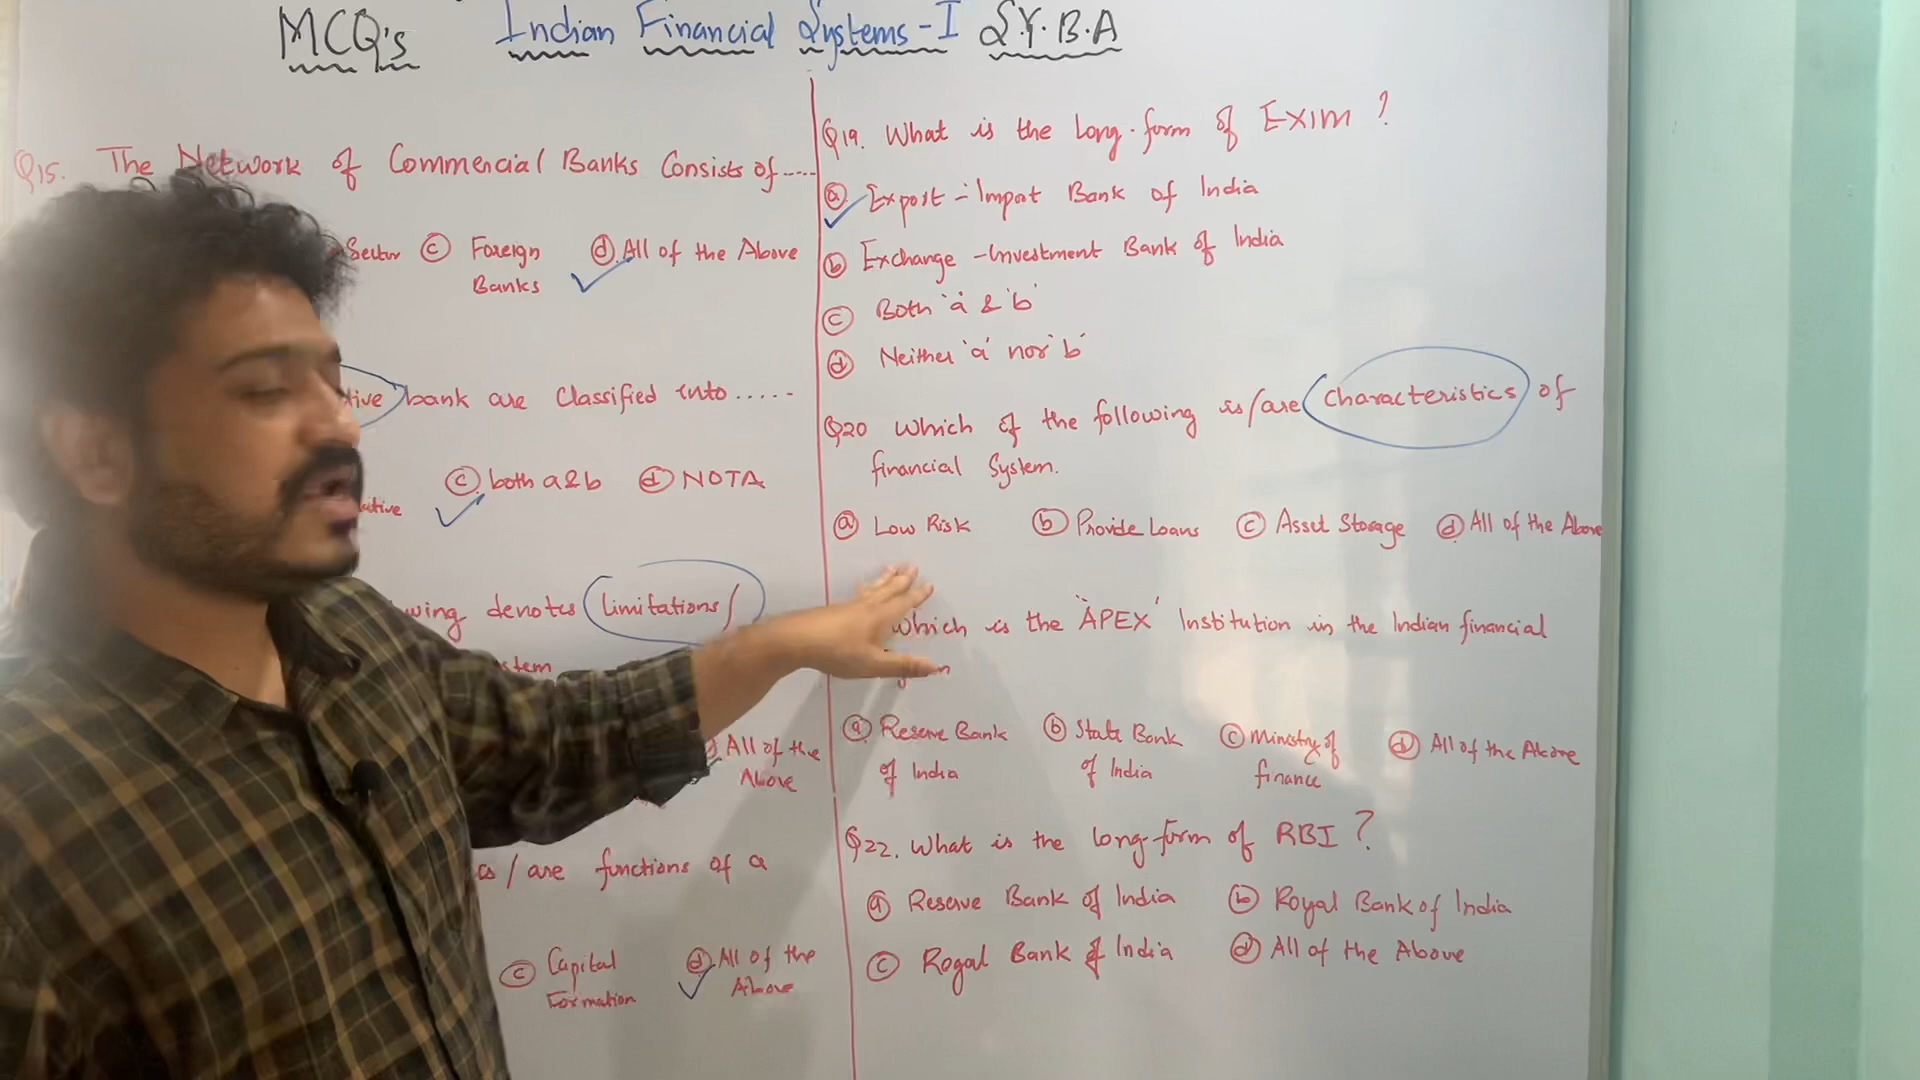 MCQ's Indian Financial Systems - I S.Y.B.A
Q15. The Network of Commencial Banks Consists of ....
Sector (c) Foreign (d) All of the Above
Banks
tive bank are Classified into .....
(c) both a&b (d) NOTA
wing denotes limitations/
stem
All of the
Above
as/are functions of a
(c) Capital (d) All of the
Formation Above
Q19. What is the long-form of EXIM ?
(a) Export - Import Bank of India
(b) Exchange - Investment Bank of India
(c) Both 'a' & 'b'
(d) Neither 'a' nor 'b'
Q20 Which of the following is/are Characteristics of
financial System.
(a) Low Risk (b) Provide Loans (c) Asset Storage (d) All of the Above
Which is the 'APEX' Institution in the Indian financial
(a) Reserve Bank (b) State Bank (c) Ministry of (d) All of the Above
of India of India finance
Q22. What is the long-form of RBI ?
(a) Reserve Bank of India (b) Royal Bank of India
(c) Rogal Bank of India (d) All of the Above